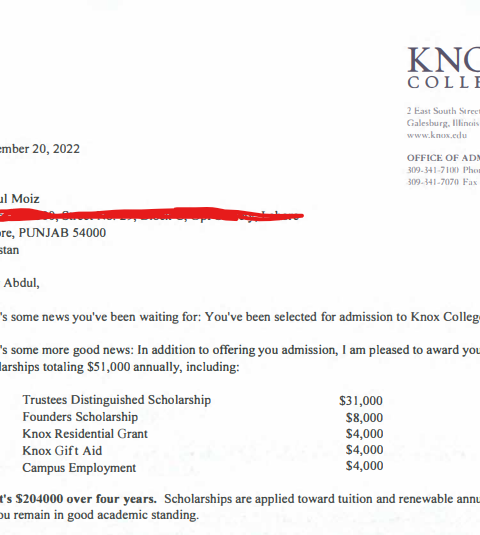 KNO
COLLE
2 East South Street
Galesburg, Illinois
www.knox.edu
OFFICE OF ADM
309-341-7100 Phon
309-341-7070 Fax
ember 20, 2022
ul Moiz
re, PUNJAB 54000
stan
Abdul,
's some news you've been waiting for: You've been selected for admission to Knox College
's some more good news: In addition to offering you admission, I am pleased to award you
larships totaling $51,000 annually, including:
Trustees Distinguished Scholarship $31,000
Founders Scholarship $8,000
Knox Residential Grant $4,000
Knox Gift Aid $4,000
Campus Employment $4,000
t's $204000 over four years. Scholarships are applied toward tuition and renewable annu
ou remain in good academic standing.